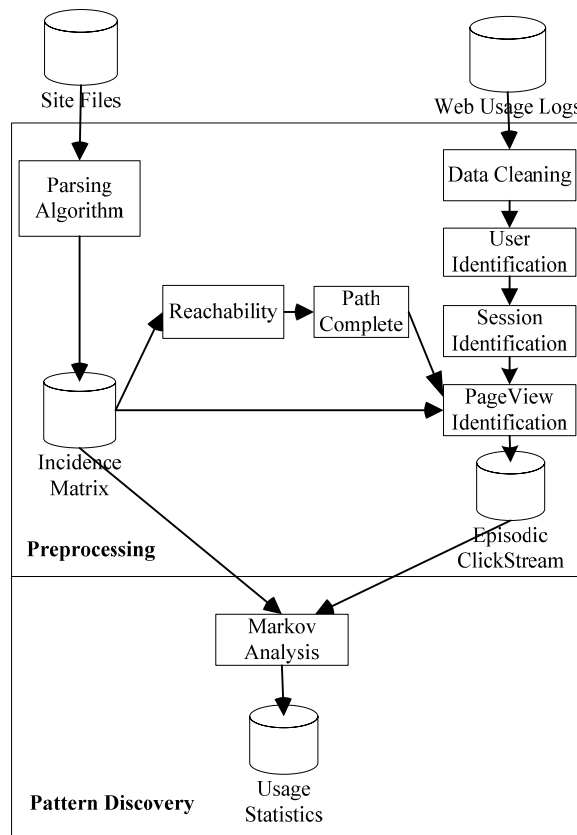 Site Files
Web Usage Logs
Parsing
Algorithm
Data Cleaning
User
Identification
Reachability
Path
Complete
Session
Identification
PageView
Identification
Incidence
Matrix
Episodic
ClickStream
Preprocessing
Markov
Analysis
Usage
Statistics
Pattern Discovery